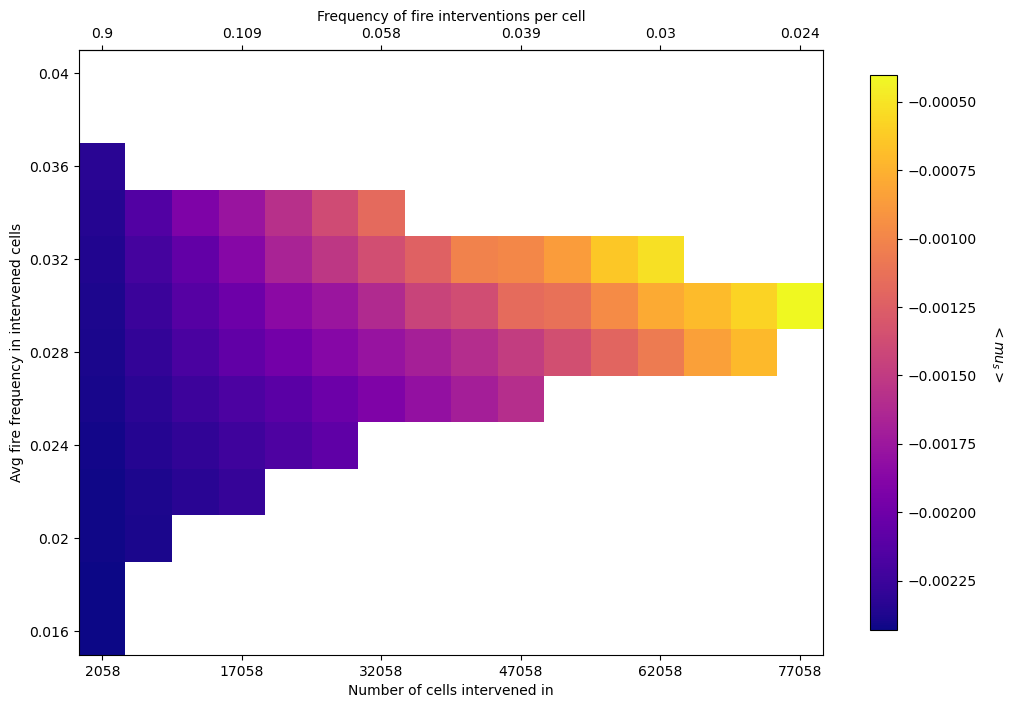 Frequency of fire interventions per cell
0.9 0.109 0.058 0.039 0.03 0.024
0.04
0.036
0.032
0.028
0.024
0.02
0.016
Avg fire frequency in intervened cells
2058 17058 32058 47058 62058 77058
Number of cells intervened in
−0.00050
−0.00075
−0.00100
−0.00125
−0.00150
−0.00175
−0.00200
−0.00225
< mu_s >